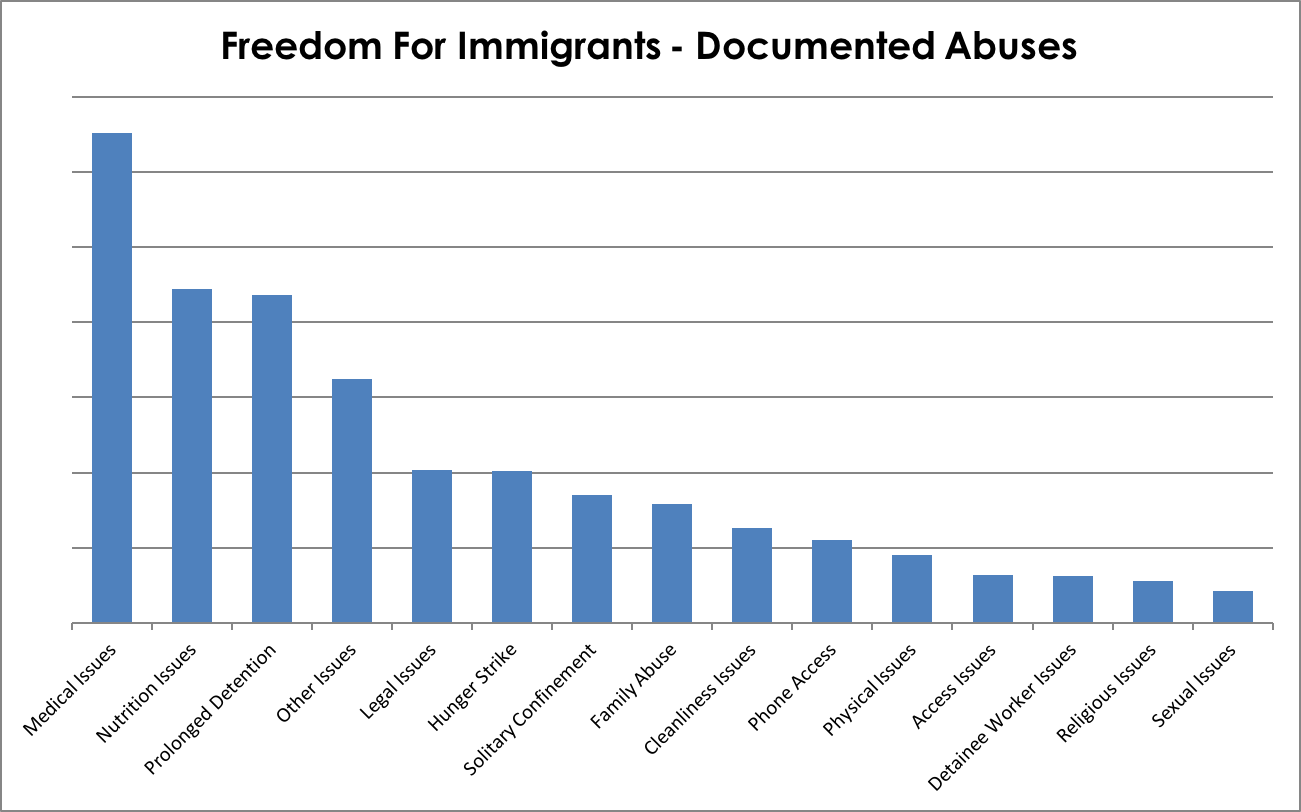 Freedom For Immigrants - Documented Abuses
Medical Issues
Nutrition Issues
Prolonged Detention
Other Issues
Legal Issues
Hunger Strike
Solitary Confinement
Family Abuse
Cleanliness Issues
Phone Access
Physical Issues
Access Issues
Detainee Worker Issues
Religious Issues
Sexual Issues